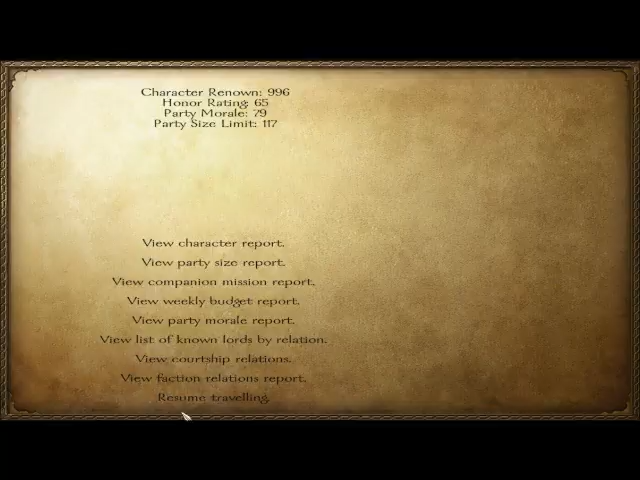 Character Renown: 996
Honor Rating: 65
Party Morale: 79
Party Size Limit: 117
View character report.
View party size report.
View companion mission report.
View weekly budget report.
View party morale report.
View list of known lords by relation.
View courtship relations.
View faction relations report.
Resume travelling.